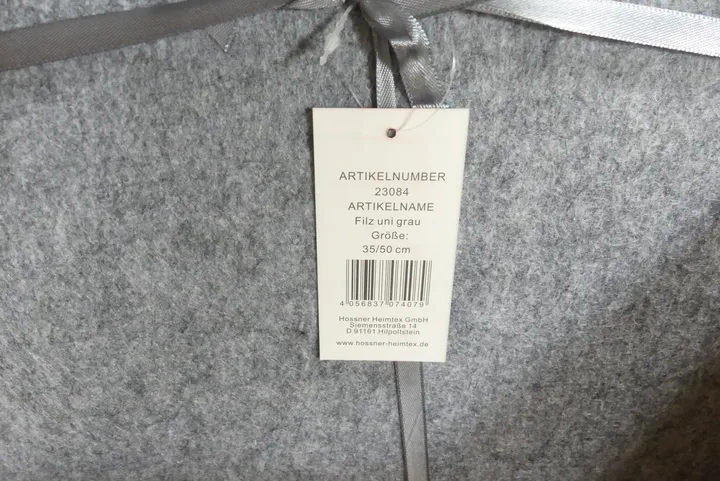 ARTIKELNUMBER
23084
ARTIKELNAME
Filz uni grau
Größe:
35/50 cm
4 056837 074079
Hossner Heimtex GmbH
Siemensstraße 14
D 91161 Hilpoltstein
www.hossner-heimtex.de